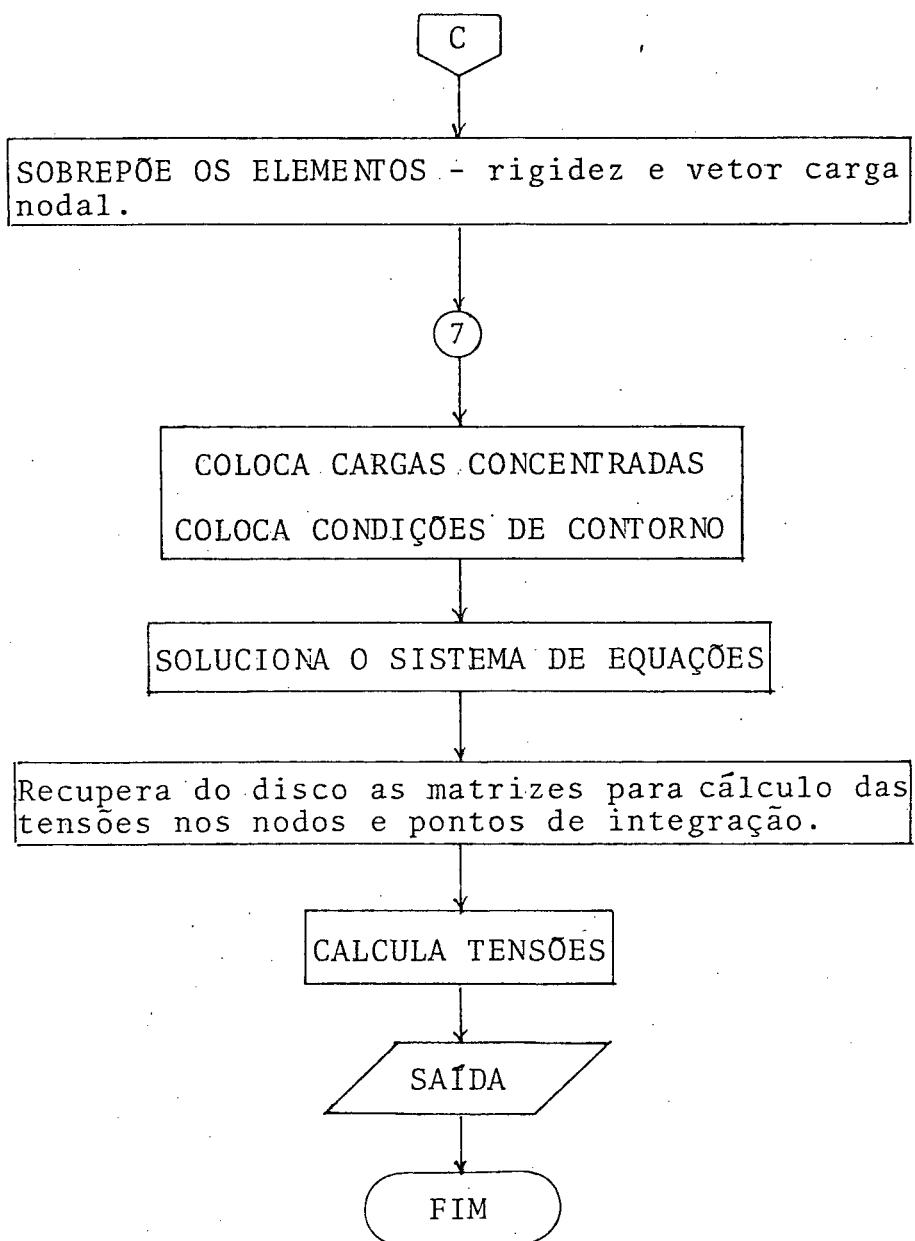 C
SOBREPÕE OS ELEMENTOS - rigidez e vetor carga
nodal.
7
COLOCA CARGAS CONCENTRADAS
COLOCA CONDIÇÕES DE CONTORNO
SOLUCIONA O SISTEMA DE EQUAÇÕES
Recupera do disco as matrizes para cálculo das
tensões nos nodos e pontos de integração.
CALCULA TENSÕES
SAÍDA
FIM